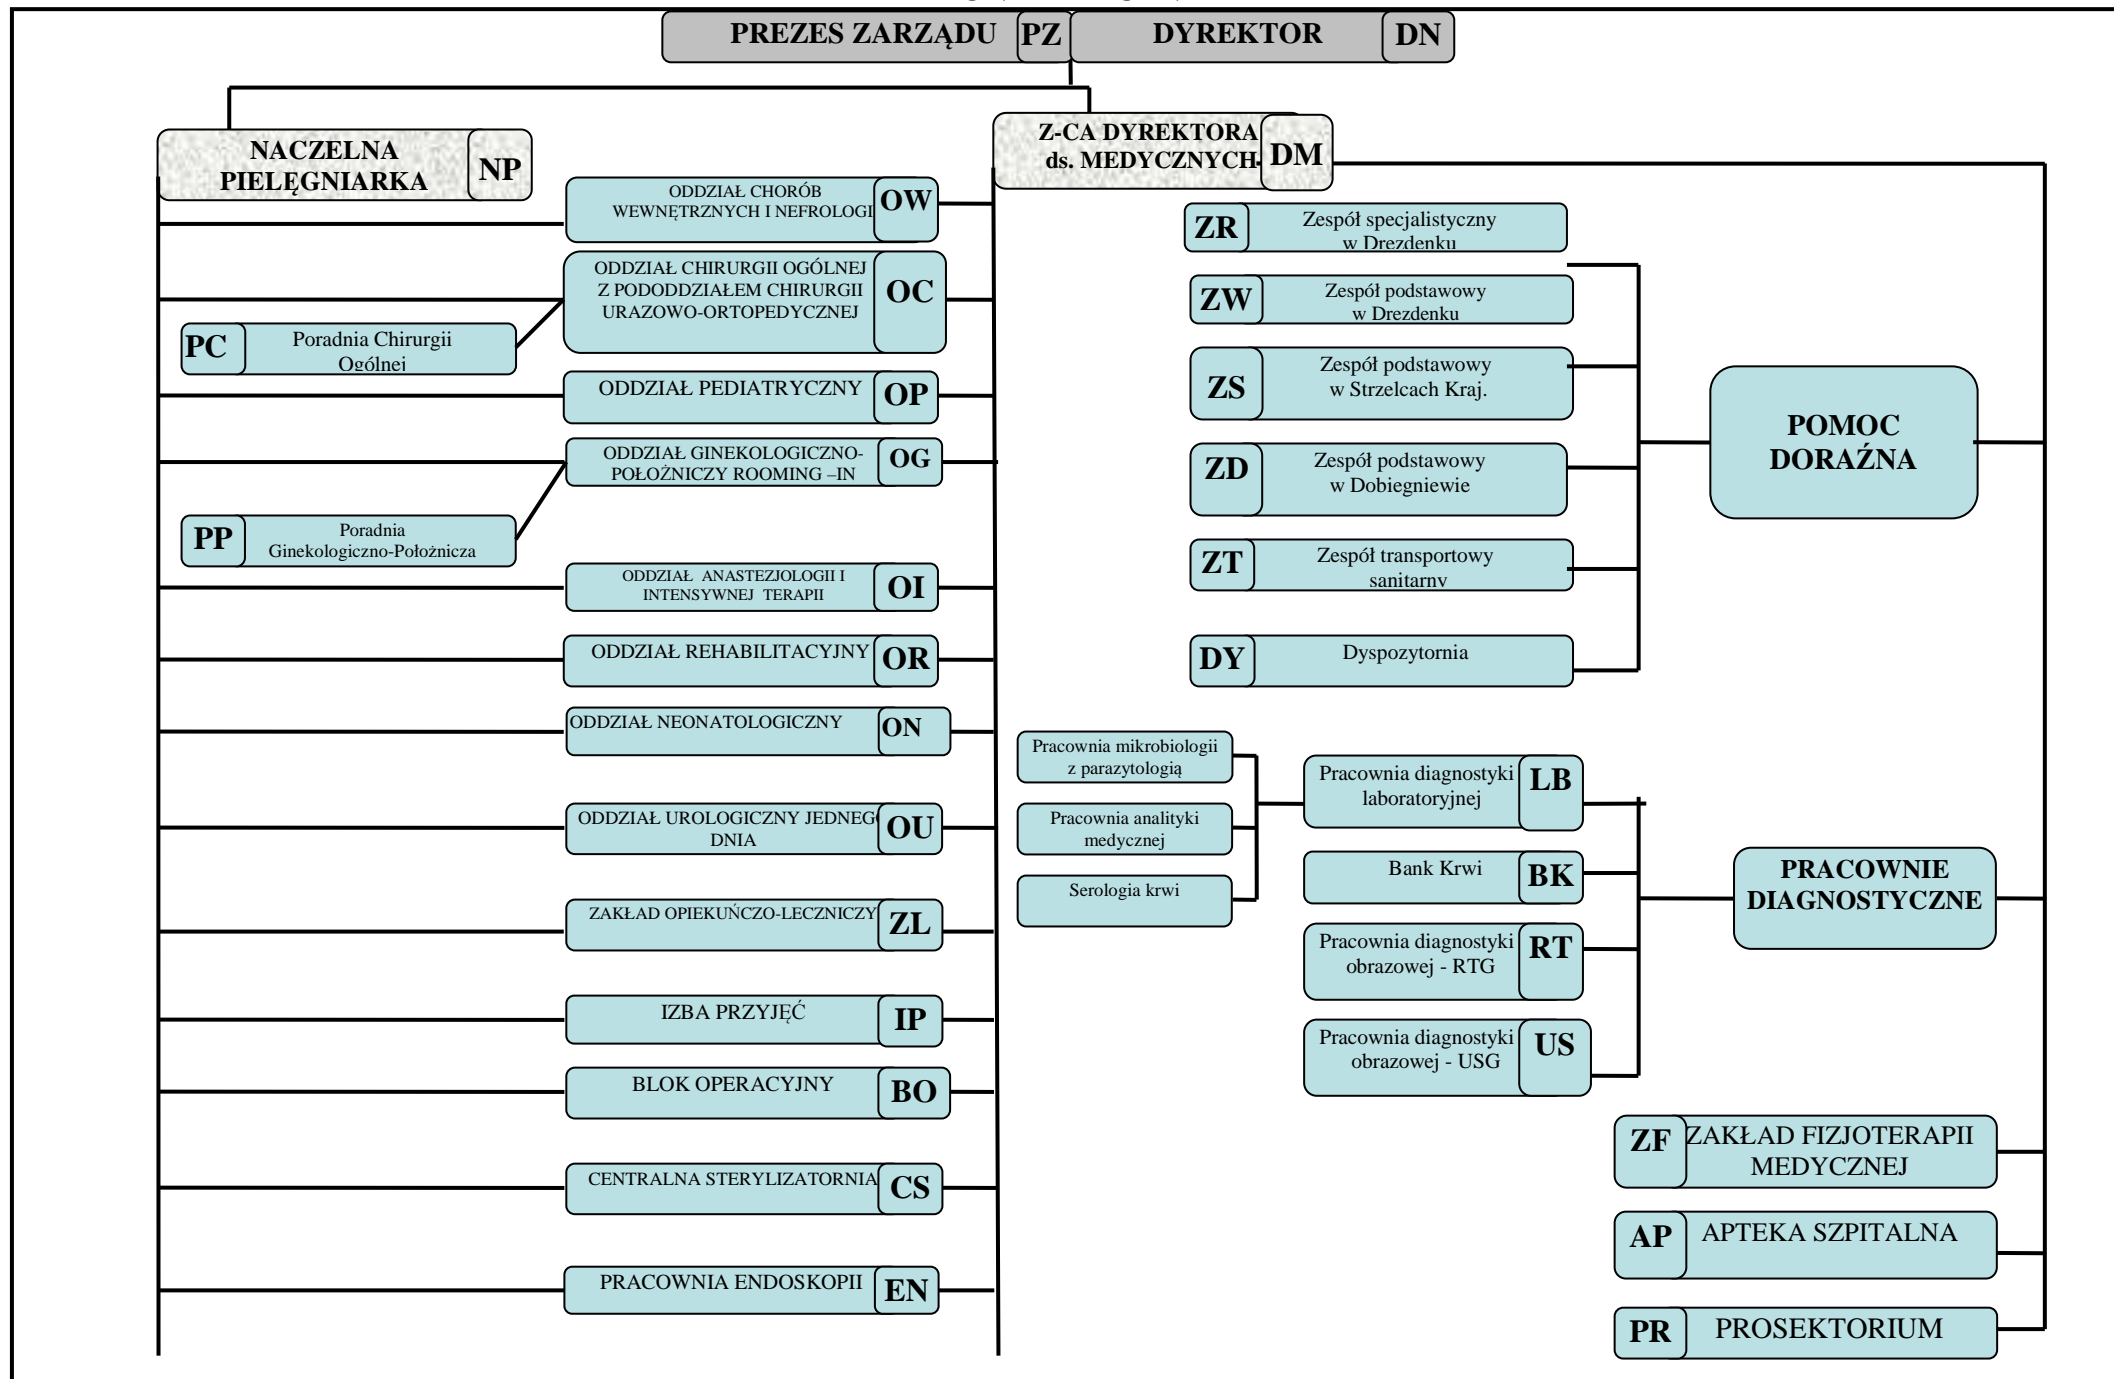 PREZES ZARZĄDU PZ DYREKTOR DN
NACZELNA
PIELĘGNIARKA
NP
Z-CA DYREKTORA
ds. MEDYCZNYCH
DM
ODDZIAŁ CHORÓB
WEWNĘTRZNYCH I NEFROLOGI
OW
ODDZIAŁ CHIRURGII OGÓLNEJ
Z PODODDZIAŁEM CHIRURGII
URAZOWO-ORTOPEDYCZNEJ
OC
PC
Poradnia Chirurgii
Ogólnej
ODDZIAŁ PEDIATRYCZNY
OP
ODDZIAŁ GINEKOLOGICZNO-
POŁOŻNICZY ROOMING –IN
OG
PP
Poradnia
Ginekologiczno-Położnicza
ODDZIAŁ ANASTEZJOLOGII I
INTENSYWNEJ TERAPII
OI
ODDZIAŁ REHABILITACYJNY
OR
ODDZIAŁ NEONATOLOGICZNY
ON
ODDZIAŁ UROLOGICZNY JEDNEGO
DNIA
OU
ZAKŁAD OPIEKUŃCZO-LECZNICZY
ZL
IZBA PRZYJĘĆ
IP
BLOK OPERACYJNY
BO
CENTRALNA STERYLIZATORNIA
CS
PRACOWNIA ENDOSKOPII
EN
ZR
Zespół specjalistyczny
w Drezdenku
ZW
Zespół podstawowy
w Drezdenku
ZS
Zespół podstawowy
w Strzelcach Kraj.
ZD
Zespół podstawowy
w Dobiegniewie
ZT
Zespół transportowy
sanitarny
DY
Dyspozytornia
POMOC
DORAŹNA
Pracownia mikrobiologii
z parazytologią
Pracownia analityki
medycznej
Serologia krwi
Pracownia diagnostyki
laboratoryjnej
LB
Bank Krwi
BK
Pracownia diagnostyki
obrazowej - RTG
RT
Pracownia diagnostyki
obrazowej - USG
US
PRACOWNIE
DIAGNOSTYCZNE
ZF
ZAKŁAD FIZJOTERAPII
MEDYCZNEJ
AP
APTEKA SZPITALNA
PR
PROSEKTORIUM